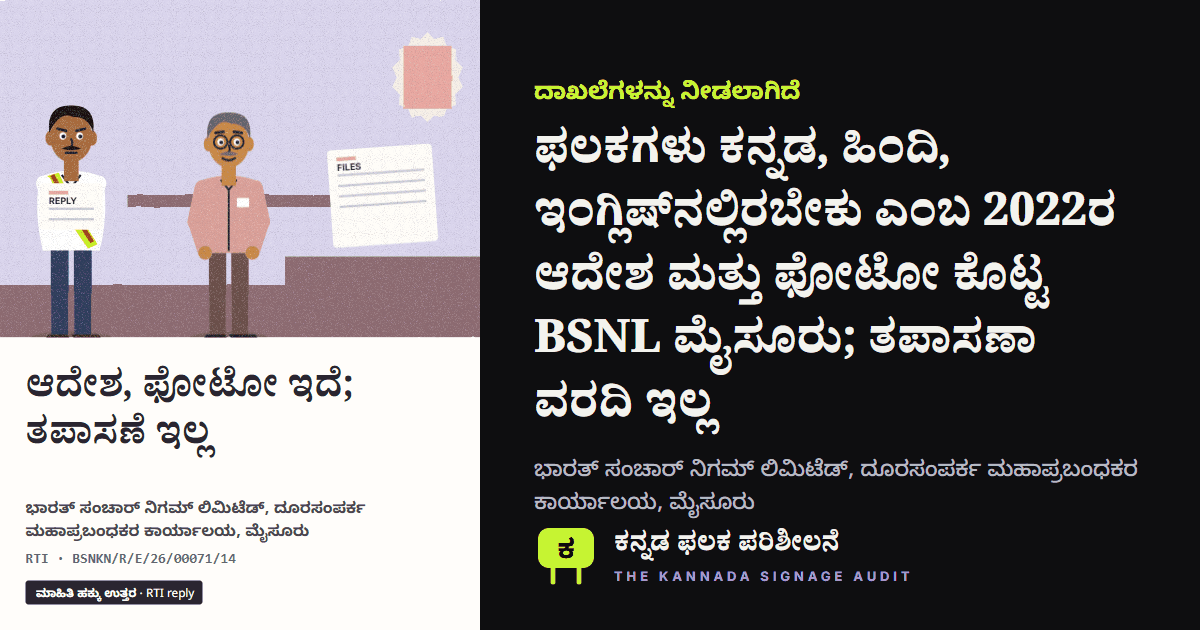 REPLY
FILES
ಆದೇಶ, ಫೋಟೋ ಇದೆ;
ತಪಾಸಣೆ ಇಲ್ಲ
ಭಾರತ್ ಸಂಚಾರ್ ನಿಗಮ್ ಲಿಮಿಟೆಡ್, ದೂರಸಂಪರ್ಕ
ಮಹಾಪ್ರಬಂಧಕರ ಕಾರ್ಯಾಲಯ, ಮೈಸೂರು
RTI · BSNKN/R/E/26/00071/14
ಮಾಹಿತಿ ಹಕ್ಕು ಉತ್ತರ · RTI reply
ದಾಖಲೆಗಳನ್ನು ನೀಡಲಾಗಿದೆ
ಫಲಕಗಳು ಕನ್ನಡ, ಹಿಂದಿ,
ಇಂಗ್ಲಿಷ್‌ನಲ್ಲಿರಬೇಕು ಎಂಬ 2022ರ
ಆದೇಶ ಮತ್ತು ಫೋಟೋ ಕೊಟ್ಟ
BSNL ಮೈಸೂರು; ತಪಾಸಣಾ
ವರದಿ ಇಲ್ಲ
ಭಾರತ್ ಸಂಚಾರ್ ನಿಗಮ್ ಲಿಮಿಟೆಡ್, ದೂರಸಂಪರ್ಕ ಮಹಾಪ್ರಬಂಧಕರ
ಕಾರ್ಯಾಲಯ, ಮೈಸೂರು
ಕ
ಕನ್ನಡ ಫಲಕ ಪರಿಶೀಲನೆ
THE KANNADA SIGNAGE AUDIT